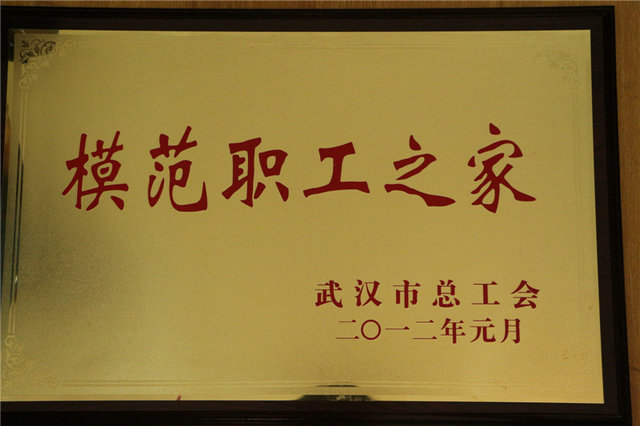 模范职工之家
武汉市总工会
二〇一二年元月